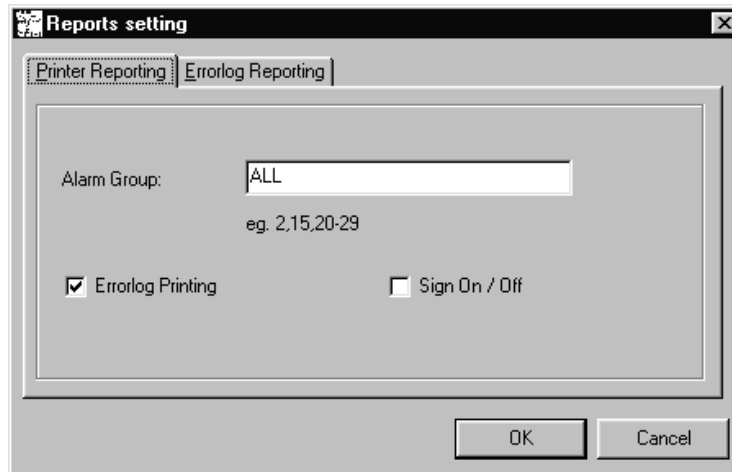 Reports setting
Printer Reporting Errorlog Reporting
Alarm Group: ALL
eg. 2,15,20-29
Errorlog Printing Sign On / Off
OK Cancel